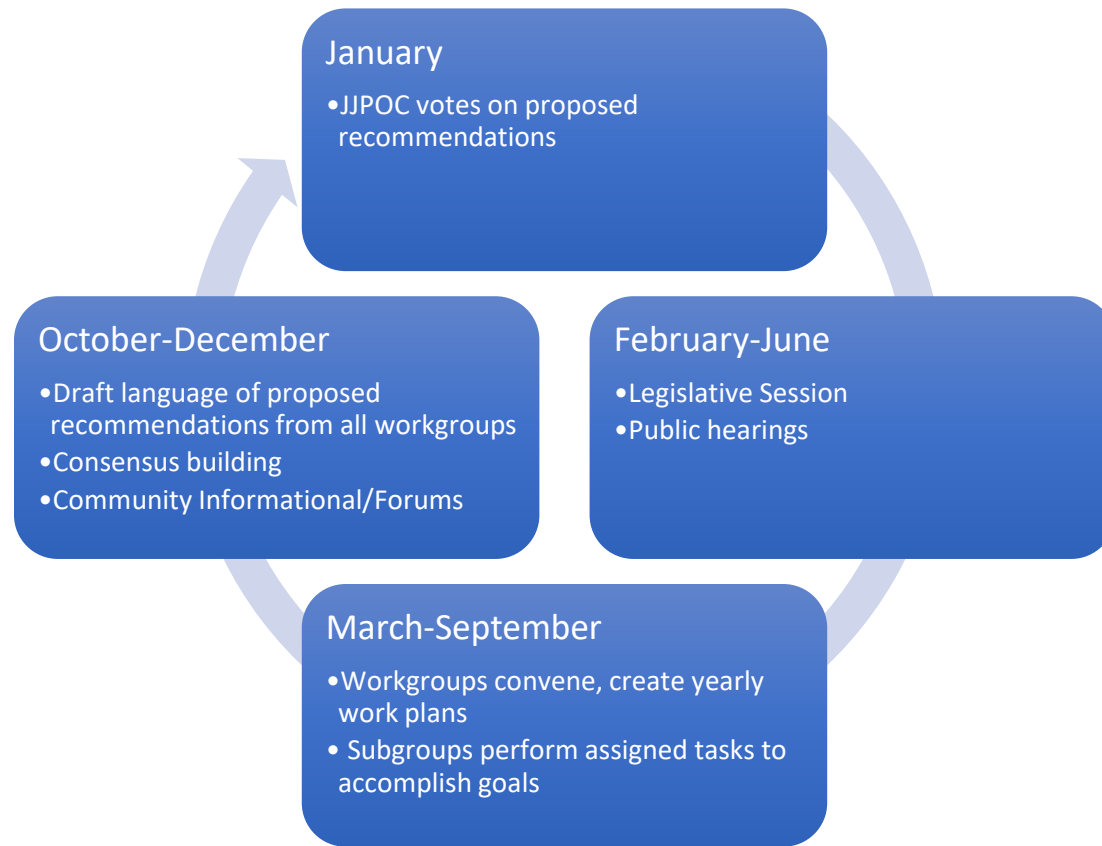 January
•JJPOC votes on proposed
recommendations
February-June
•Legislative Session
•Public hearings
March-September
•Workgroups convene, create yearly
work plans
• Subgroups perform assigned tasks to
accomplish goals
October-December
•Draft language of proposed
recommendations from all workgroups
•Consensus building
•Community Informational/Forums